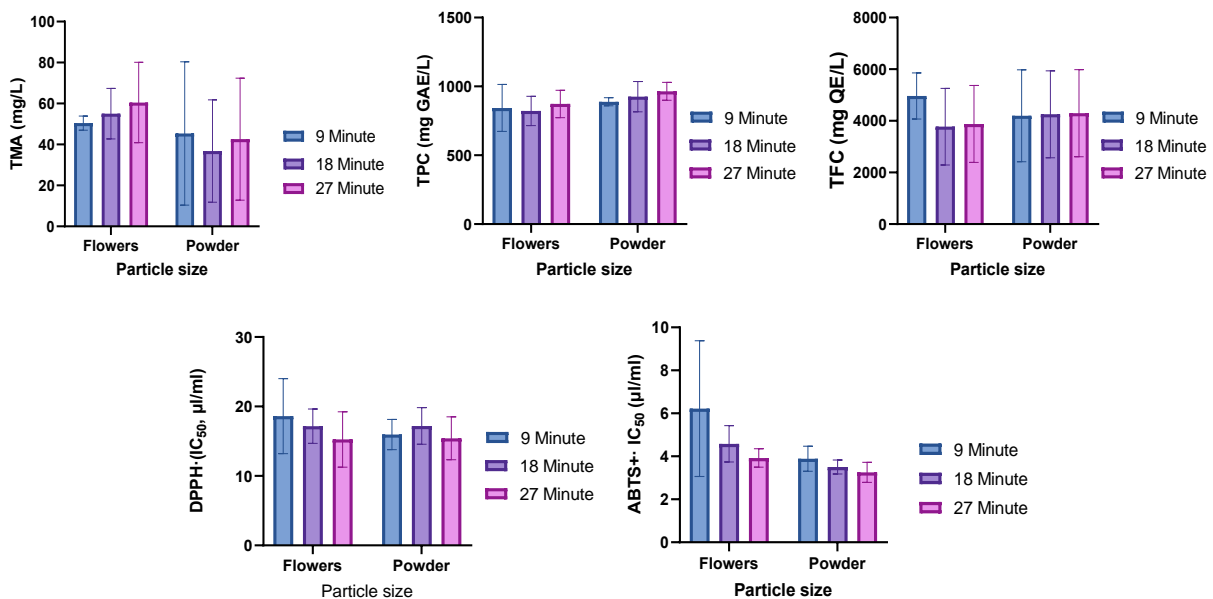 TMA (mg/L)
100
80
60
40
20
0
Flowers
Powder
Particle size
9 Minute
18 Minute
27 Minute
TPC (mg GAE/L)
1500
1000
500
0
Flowers
Powder
Particle size
9 Minute
18 Minute
27 Minute
TFC (mg QE/L)
8000
6000
4000
2000
0
Flowers
Powder
Particle size
9 Minute
18 Minute
27 Minute
DPPH·(IC50, µl/ml)
30
20
10
0
Flowers
Powder
Particle size
9 Minute
18 Minute
27 Minute
ABTS+· IC50 (µl/ml)
10
8
6
4
2
0
Flowers
Powder
Particle size
9 Minute
18 Minute
27 Minute